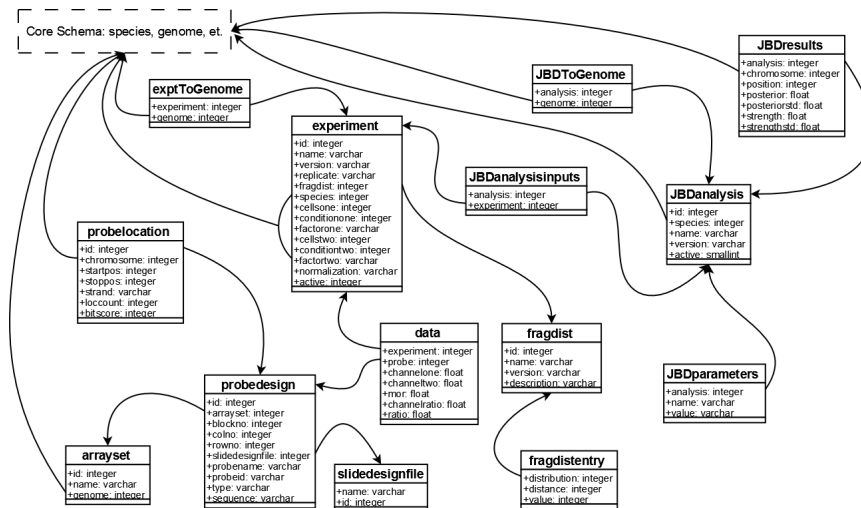 Core Schema: species, genome, et.
exptToGenome
+experiment: integer
+genome: integer
experiment
+id: integer
+name: varchar
+version: varchar
+replicate: varchar
+fragdist: integer
+species: integer
+cellsone: integer
+conditionone: integer
+factorone: varchar
+cellstwo: integer
+conditiontwo: integer
+factortwo: varchar
+normalization: varchar
+active: integer
JBDToGenome
+analysis: integer
+genome: integer
JBDresults
+analysis: integer
+chromosome: integer
+position: integer
+posterior: float
+posteriorstd: float
+strength: float
+strengthstd: float
JBDanalysisinputs
+analysis: integer
+experiment: integer
JBDanalysis
+id: integer
+species: integer
+name: varchar
+version: varchar
+active: smallint
probelocation
+id: integer
+chromosome: integer
+startpos: integer
+stoppos: integer
+strand: varchar
+loccount: integer
+bitscore: integer
data
+experiment: integer
+probe: integer
+channelone: float
+channeltwo: float
+mor: float
+channelratio: float
+ratio: float
fragdist
+id: integer
+name: varchar
+version: varchar
+description: varchar
JBDparameters
+analysis: integer
+name: varchar
+value: varchar
probedesign
+id: integer
+arrayset: integer
+blockno: integer
+colno: integer
+rowno: integer
+slidedesignfile: integer
+probename: varchar
+probeid: varchar
+type: varchar
+sequence: varchar
arrayset
+id: integer
+name: varchar
+genome: integer
slidedesignfile
+name: varchar
+id: integer
fragdistentry
+distribution: integer
+distance: integer
+value: integer